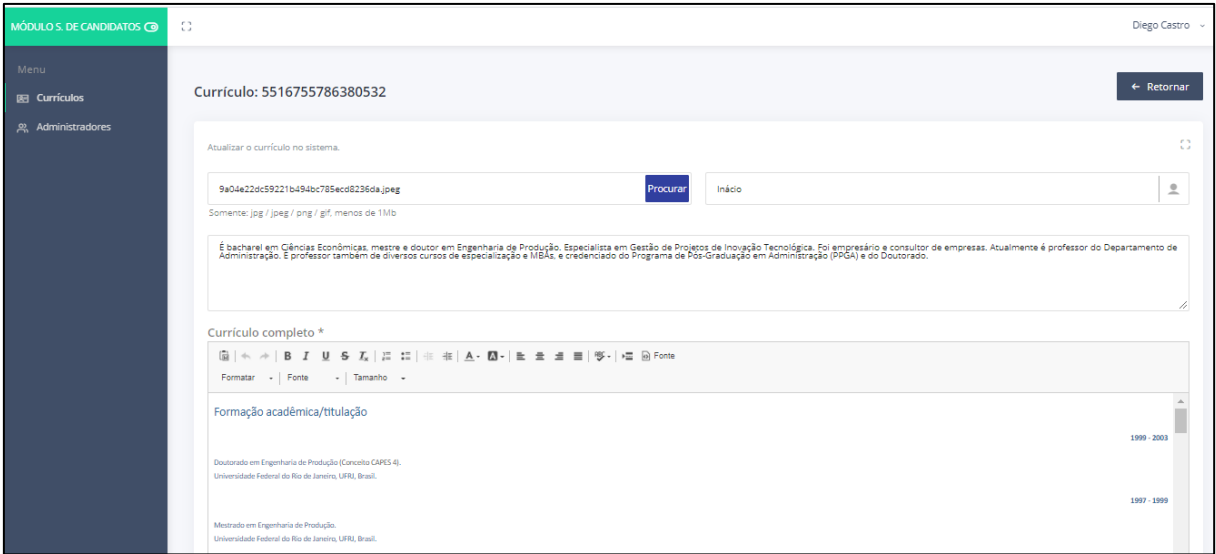 MÓDULO S. DE CANDIDATOS
Diego Castro
Menu
Currículos
Administradores
Currículo: 5516755786380532
Retornar
Atualizar o currículo no sistema.
9a04e22dc59221b494bc785ecd8236da.jpeg
Procurar
Inácio
Somente: jpg / jpeg / png / gif, menos de 1Mb
É bacharel em Ciências Econômicas, mestre e doutor em Engenharia de Produção. Especialista em Gestão de Projetos de Inovação Tecnológica. Foi empresário e consultor de empresas. Atualmente é professor do Departamento de
Administração. É professor também de diversos cursos de especialização e MBAs, e credenciado do Programa de Pós-Graduação em Administração (PPGA) e do Doutorado.
Currículo completo *
B I U S Ix A A Fonte
Formatar Fonte Tamanho
Formação acadêmica/titulação
1999 - 2003
Doutorado em Engenharia de Produção (Conceito CAPES 4).
Universidade Federal do Rio de Janeiro, UFRJ, Brasil.
1997 - 1999
Mestrado em Engenharia de Produção.
Universidade Federal do Rio de Janeiro, UFRJ, Brasil.